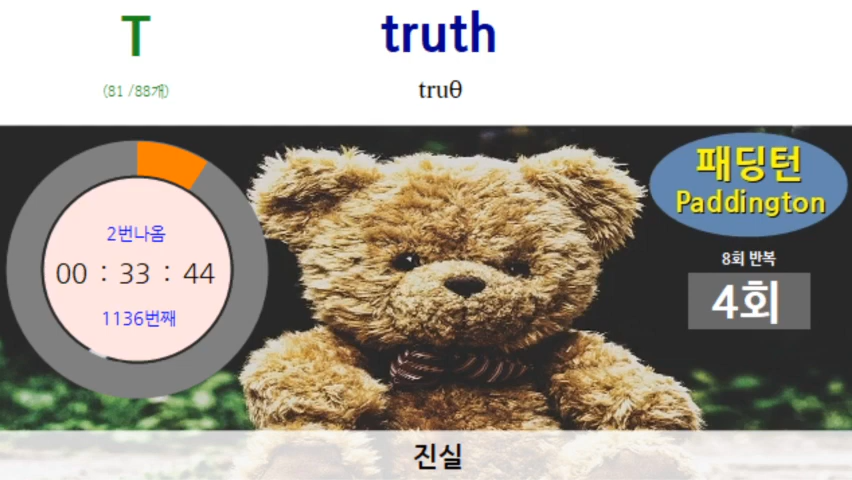 T
(81 /88개)
truth
truθ
2번나옴
00 : 33 : 44
1136번째
패딩턴
Paddington
8회 반복
4회
진실